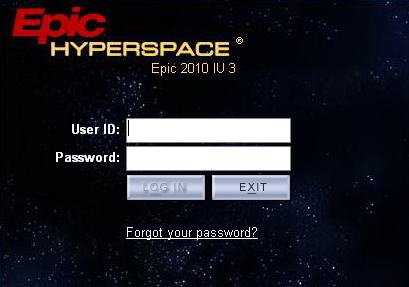 Epic
HYPERSPACE®
Epic 2010 IU 3
User ID:
Password:
LOG IN EXIT
Forgot your password?